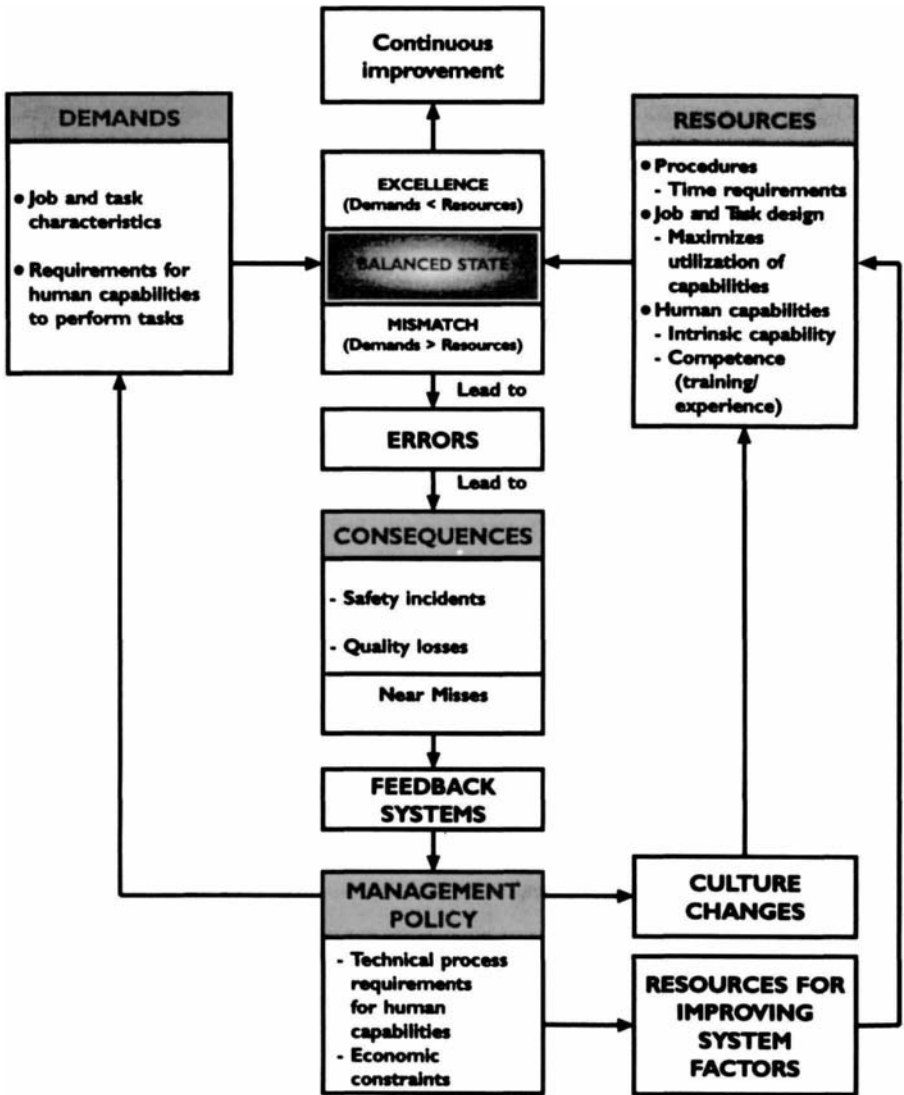 Continuous
improvement
DEMANDS
● Job and task
characteristics
● Requirements for
human capabilities
to perform tasks
EXCELLENCE
(Demands < Resources)
BALANCED STATE
MISMATCH
(Demands > Resources)
RESOURCES
● Procedures
- Time requirements
● Job and Task design
- Maximizes
utilization of
capabilities
● Human capabilities
- Intrinsic capability
- Competence
(training/
experience)
Lead to
ERRORS
Lead to
CONSEQUENCES
- Safety incidents
- Quality losses
Near Misses
FEEDBACK
SYSTEMS
MANAGEMENT
POLICY
- Technical process
requirements
for human
capabilities
- Economic
constraints
CULTURE
CHANGES
RESOURCES FOR
IMPROVING
SYSTEM
FACTORS